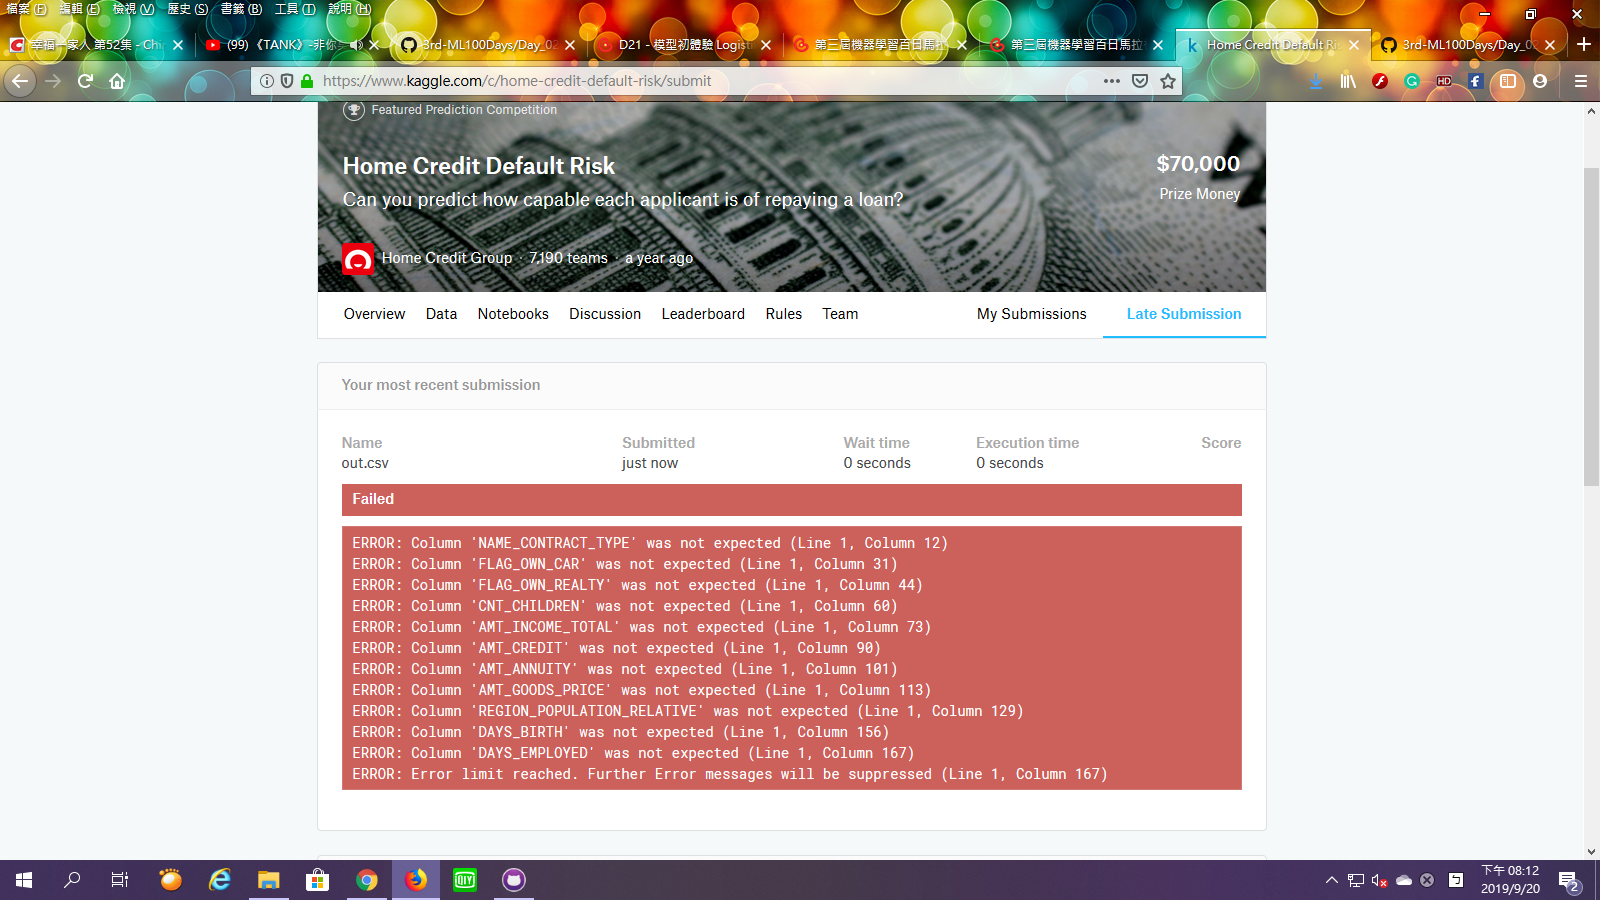 檔案 (F) 編輯 (E) 檢視 (V) 歷史 (S) 書籤 (B) 工具 (T) 說明 (H)
幸福一家人 第52集 - Chi
(99) 《TANK》-非你
3rd-ML100Days/Day_02
D21 - 模型初體驗 Logist
第三屆機器學習百日馬拉
第三屆機器學習百日馬拉
Home Credit Default Ris
3rd-ML100Days/Day_02
https://www.kaggle.com/c/home-credit-default-risk/submit
Featured Prediction Competition
Home Credit Default Risk
$70,000
Can you predict how capable each applicant is of repaying a loan?
Prize Money
Home Credit Group · 7,190 teams · a year ago
Overview Data Notebooks Discussion Leaderboard Rules Team My Submissions Late Submission
Your most recent submission
Name Submitted Wait time Execution time Score
out.csv just now 0 seconds 0 seconds
Failed
ERROR: Column 'NAME_CONTRACT_TYPE' was not expected (Line 1, Column 12)
ERROR: Column 'FLAG_OWN_CAR' was not expected (Line 1, Column 31)
ERROR: Column 'FLAG_OWN_REALTY' was not expected (Line 1, Column 44)
ERROR: Column 'CNT_CHILDREN' was not expected (Line 1, Column 60)
ERROR: Column 'AMT_INCOME_TOTAL' was not expected (Line 1, Column 73)
ERROR: Column 'AMT_CREDIT' was not expected (Line 1, Column 90)
ERROR: Column 'AMT_ANNUITY' was not expected (Line 1, Column 101)
ERROR: Column 'AMT_GOODS_PRICE' was not expected (Line 1, Column 113)
ERROR: Column 'REGION_POPULATION_RELATIVE' was not expected (Line 1, Column 129)
ERROR: Column 'DAYS_BIRTH' was not expected (Line 1, Column 156)
ERROR: Column 'DAYS_EMPLOYED' was not expected (Line 1, Column 167)
ERROR: Error limit reached. Further Error messages will be suppressed (Line 1, Column 167)
下午 08:12
2019/9/20
2